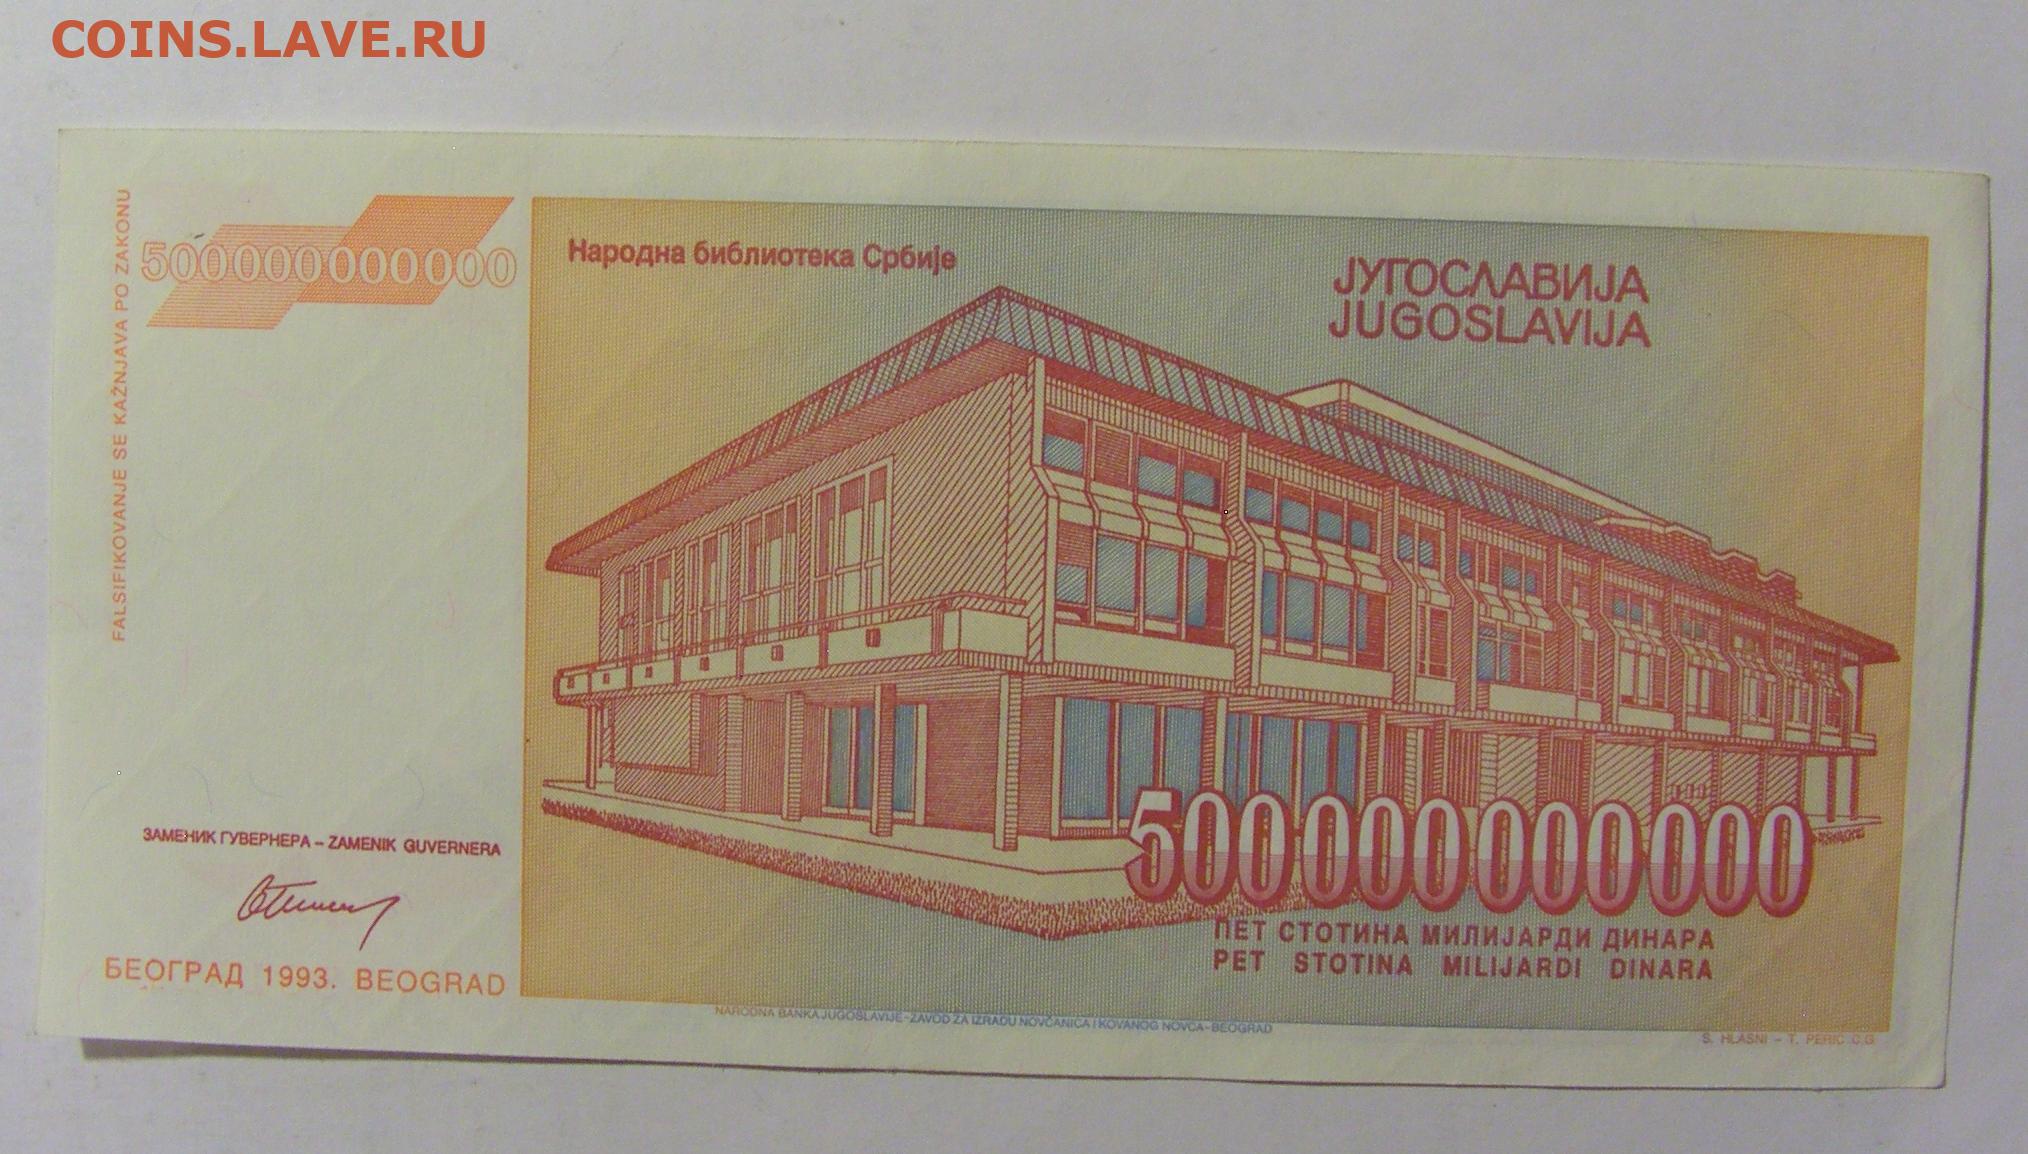 COINS.LAVE.RU
FALSIFIKOVANJE SE KAŽNJAVA PO ZAKONU
500000000000
Народна библиотека Србије
ЈУГОСЛАВИЈА
JUGOSLAVIJA
500000000000
ПЕТ СТОТИНА МИЛИЈАРДИ ДИНАРА
PET STOTINA MILIJARDI DINARA
ЗАМЕНИК ГУВЕРНЕРА – ZAMENIK GUVERNERA
БЕОГРАД 1993. BEOGRAD
NARODNA BANKA JUGOSLAVIJE-ZAVOD ZA IZRADU NOVČANICA I KOVANOG NOVCA-BEOGRAD
S. HLASNI – T. PERIC C.G.